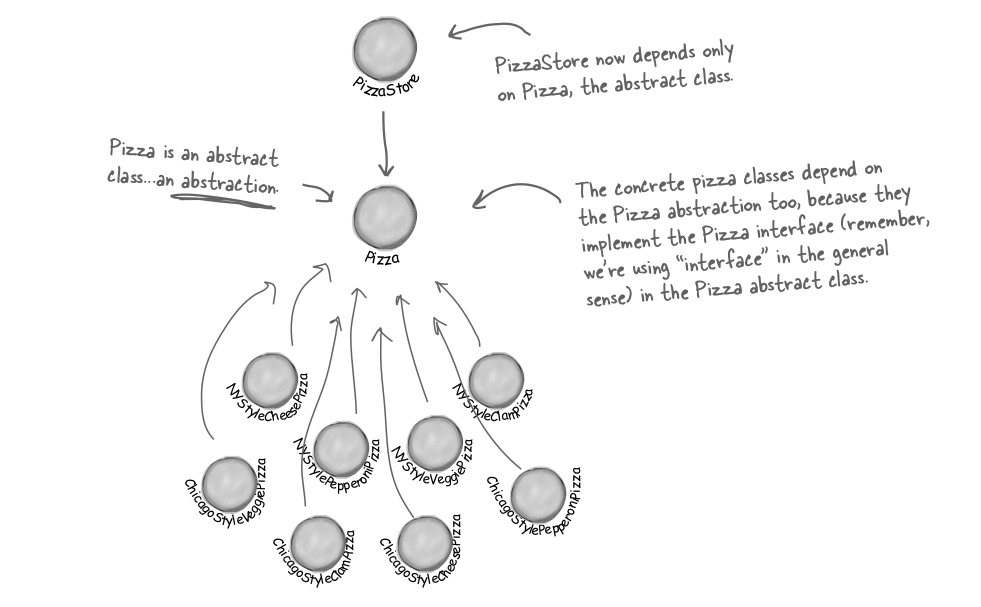 PizzaStore
PizzaStore now depends only
on Pizza, the abstract class.
Pizza is an abstract
class...an abstraction.
Pizza
The concrete pizza classes depend on
the Pizza abstraction too, because they
implement the Pizza interface (remember,
we're using "interface" in the general
sense) in the Pizza abstract class.
NYStyleCheesePizza
NYStyleClamPizza
NYStylePepperoniPizza
NYStyleVeggiePizza
ChicagoStyleVeggiePizza
ChicagoStylePepperoniPizza
ChicagoStyleClamPizza
ChicagoStyleCheesePizza